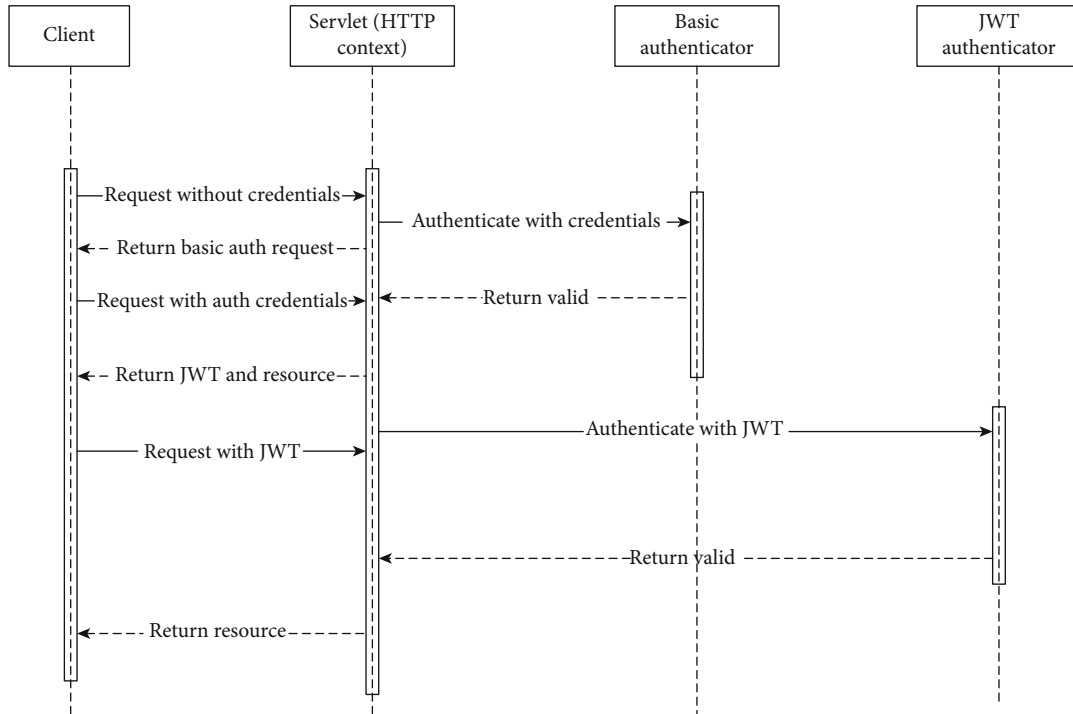 Client
Servlet (HTTP
context)
Basic
authenticator
JWT
authenticator
Request without credentials
Authenticate with credentials
Return basic auth request
Request with auth credentials
Return valid
Return JWT and resource
Authenticate with JWT
Request with JWT
Return valid
Return resource